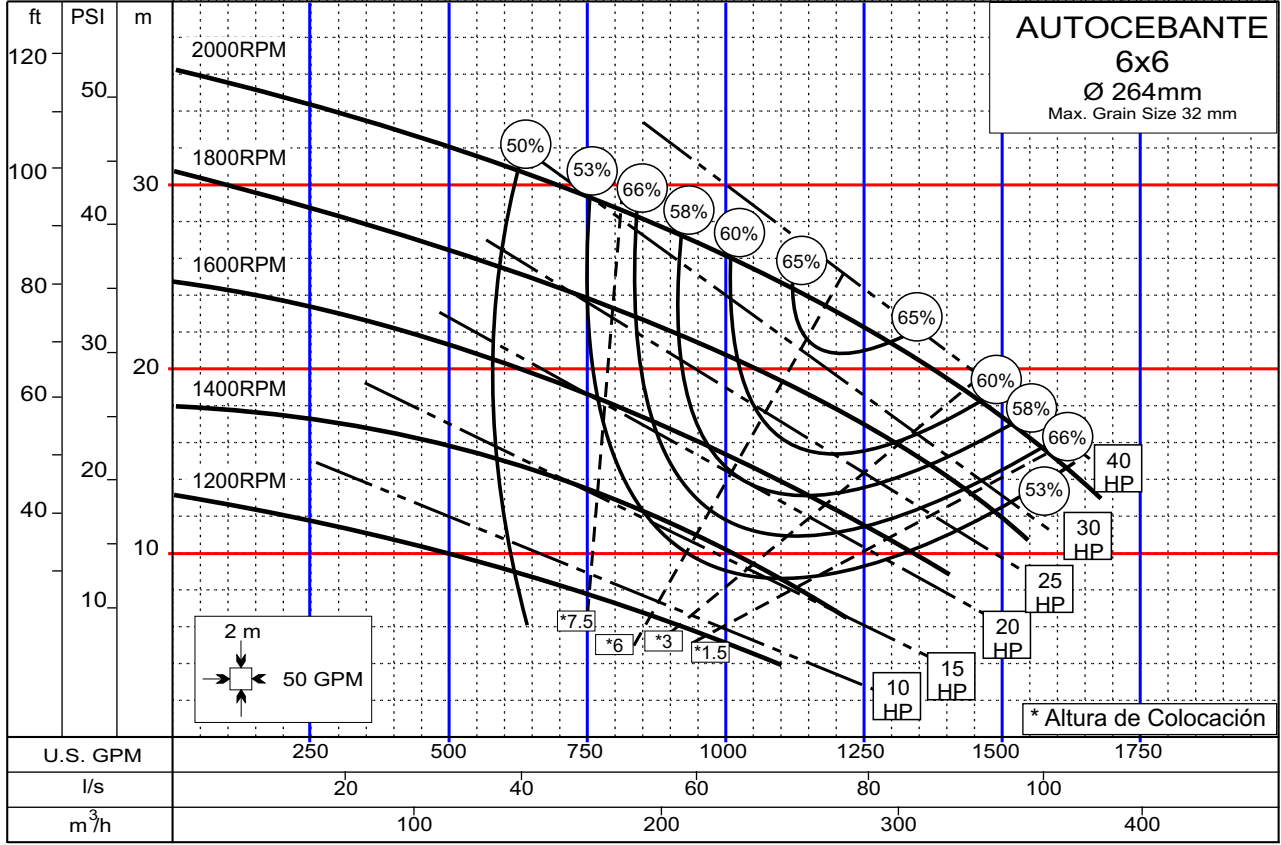 ft PSI m
AUTOCEBANTE
6x6
Ø 264mm
Max. Grain Size 32 mm
120
100
80
60
40
50
40
30
20
10
30
20
10
2000RPM
1800RPM
1600RPM
1400RPM
1200RPM
50%
53%
66%
58%
60%
65%
65%
60%
58%
66%
53%
40
HP
30
HP
25
HP
20
HP
15
HP
10
HP
*7.5
*6
*3
*1.5
2 m
50 GPM
* Altura de Colocación
U.S. GPM 250 500 750 1000 1250 1500 1750
l/s 20 40 60 80 100
m³/h 100 200 300 400